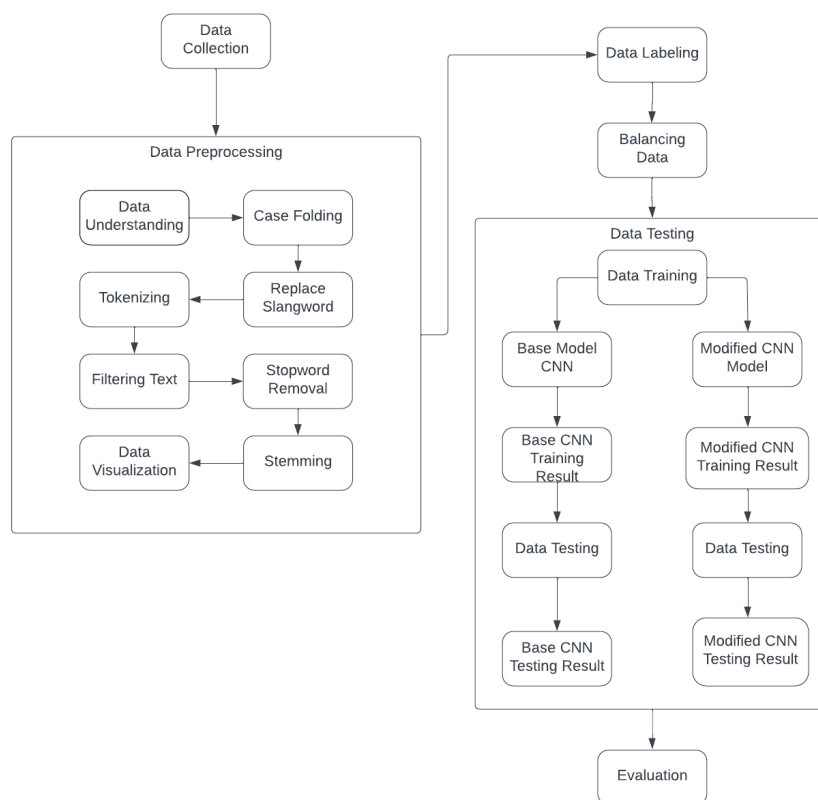 Data
Collection
Data Preprocessing
Data
Understanding
Case Folding
Replace
Slangword
Tokenizing
Filtering Text
Stopword
Removal
Stemming
Data
Visualization
Data Labeling
Balancing
Data
Data Testing
Data Training
Base Model
CNN
Modified CNN
Model
Base CNN
Training
Result
Modified CNN
Training Result
Data Testing
Data Testing
Base CNN
Testing Result
Modified CNN
Testing Result
Evaluation